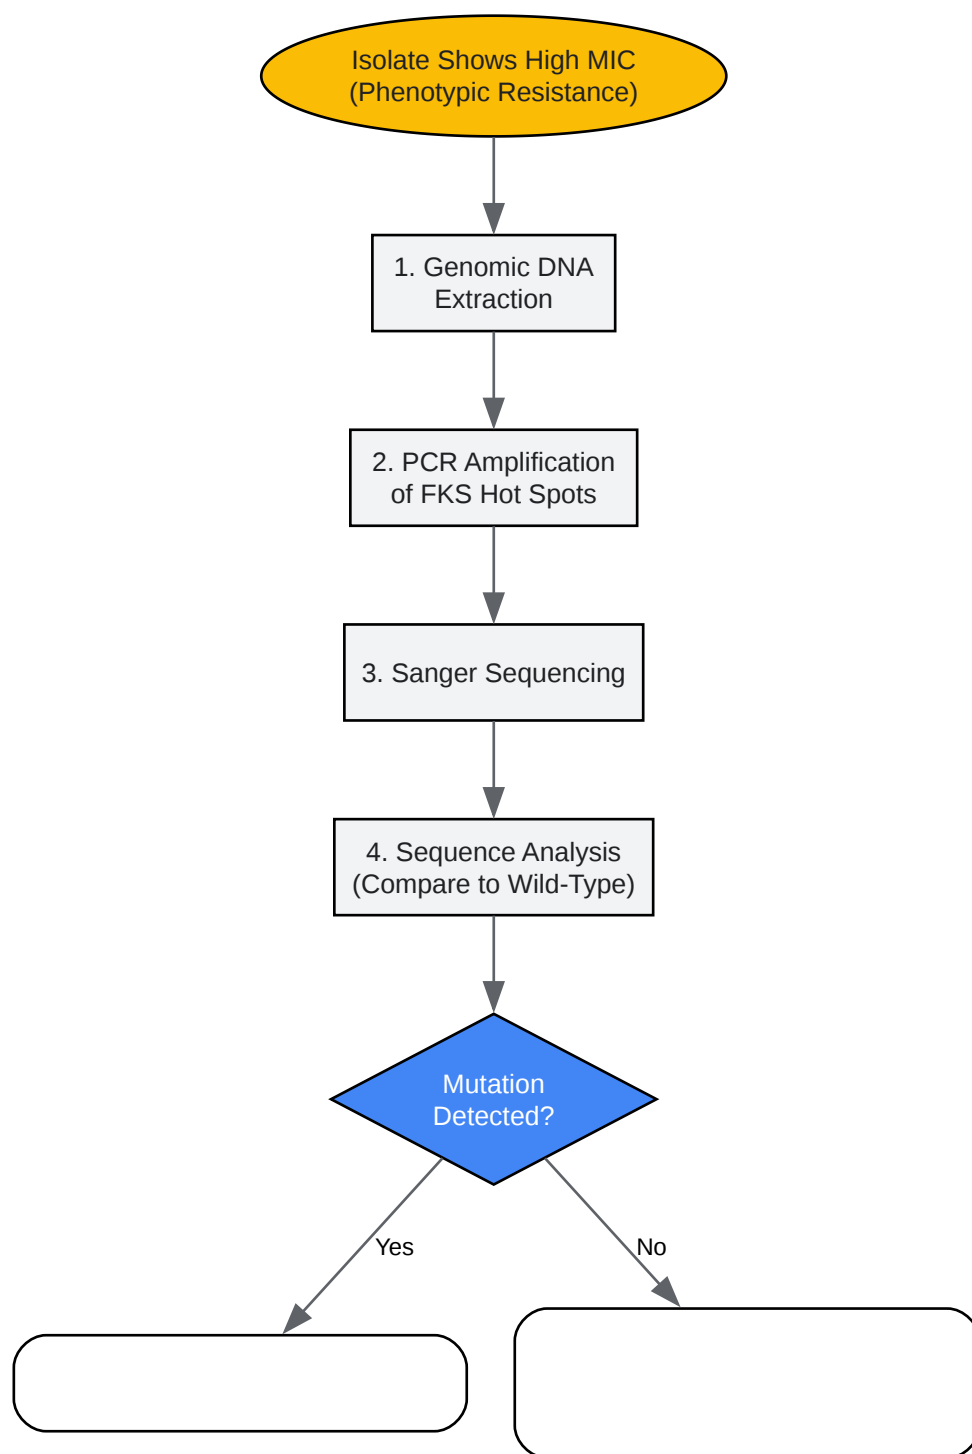 Isolate Shows High MIC
(Phenotypic Resistance)
1. Genomic DNA
Extraction
2. PCR Amplification
of FKS Hot Spots
3. Sanger Sequencing
4. Sequence Analysis
(Compare to Wild-Type)
Mutation
Detected?
Yes
No